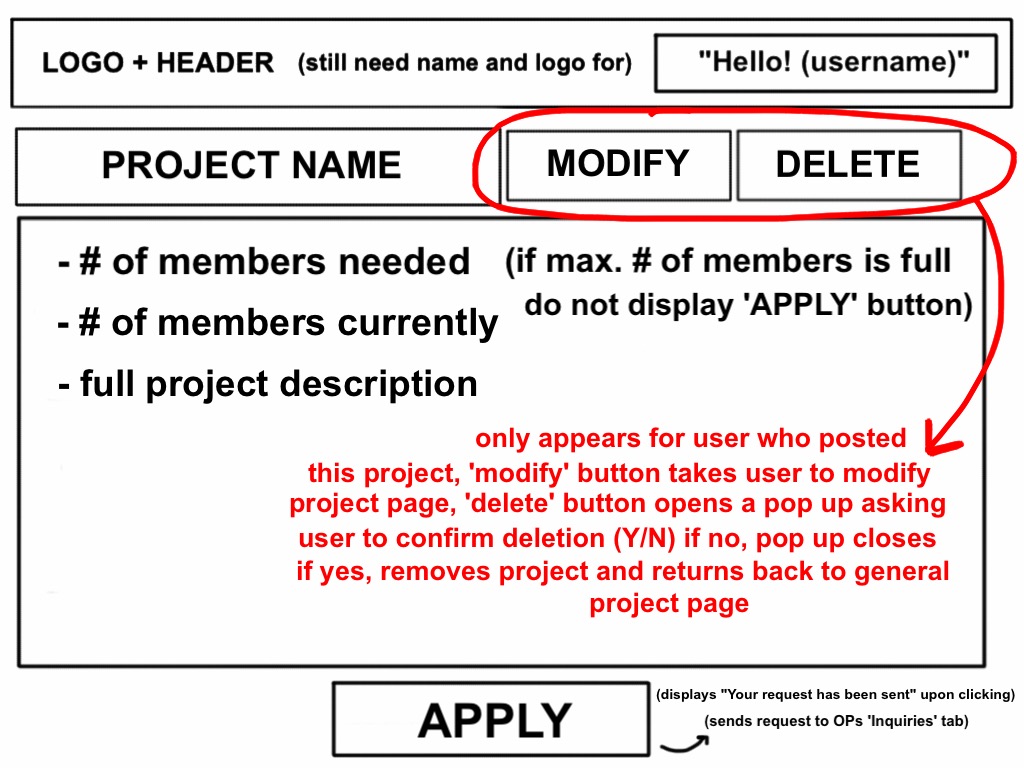 LOGO + HEADER (still need name and logo for) "Hello! (username)"
PROJECT NAME MODIFY DELETE
- # of members needed (if max. # of members is full
do not display 'APPLY' button)
- # of members currently
- full project description
only appears for user who posted
this project, 'modify' button takes user to modify
project page, 'delete' button opens a pop up asking
user to confirm deletion (Y/N) if no, pop up closes
if yes, removes project and returns back to general
project page
APPLY (displays "Your request has been sent" upon clicking)
(sends request to OPs 'Inquiries' tab)